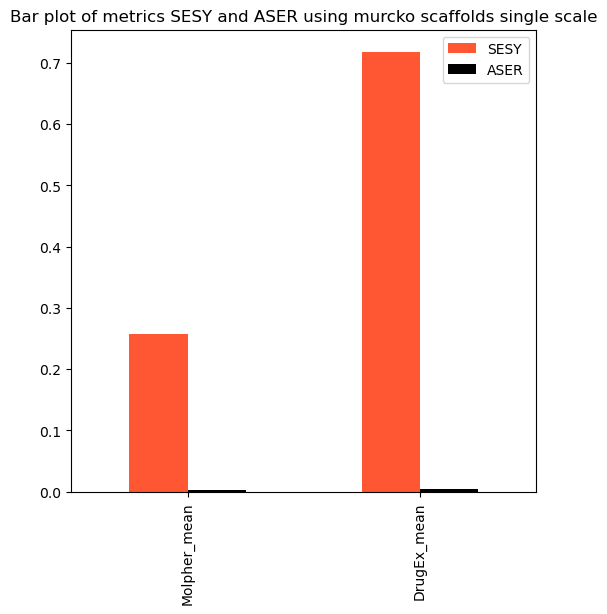 Bar plot of metrics SESY and ASER using murcko scaffolds single scale
SESY
ASER
0.7
0.6
0.5
0.4
0.3
0.2
0.1
0.0
Molpher_mean
DrugEx_mean